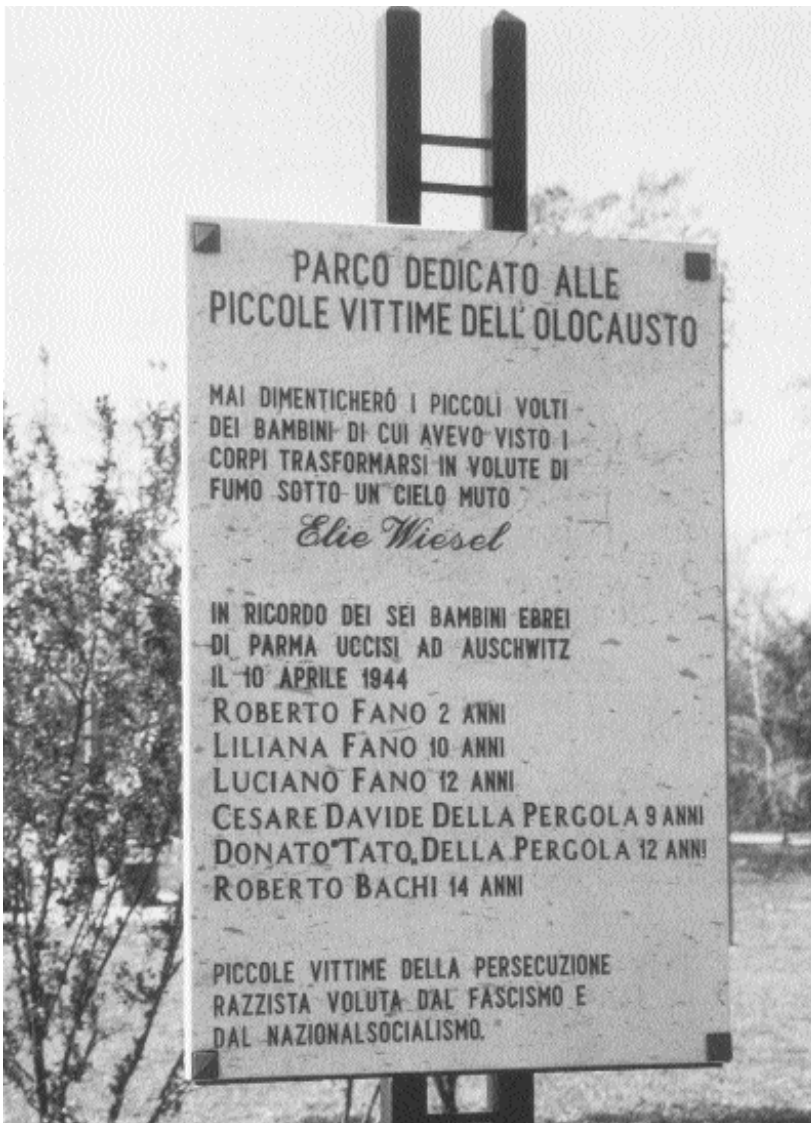 PARCO DEDICATO ALLE
PICCOLE VITTIME DELL'OLOCAUSTO
MAI DIMENTICHERÓ I PICCOLI VOLTI
DEI BAMBINI DI CUI AVEVO VISTO I
CORPI TRASFORMARSI IN VOLUTE DI
FUMO SOTTO UN CIELO MUTO
Elie Wiesel
IN RICORDO DEI SEI BAMBINI EBREI
DI PARMA UCCISI AD AUSCHWITZ
IL 10 APRILE 1944
ROBERTO FANO 2 ANNI
LILIANA FANO 10 ANNI
LUCIANO FANO 12 ANNI
CESARE DAVIDE DELLA PERGOLA 9 ANNI
DONATO "TATO„ DELLA PERGOLA 12 ANNI
ROBERTO BACHI 14 ANNI
PICCOLE VITTIME DELLA PERSECUZIONE
RAZZISTA VOLUTA DAL FASCISMO E
DAL NAZIONALSOCIALISMO.